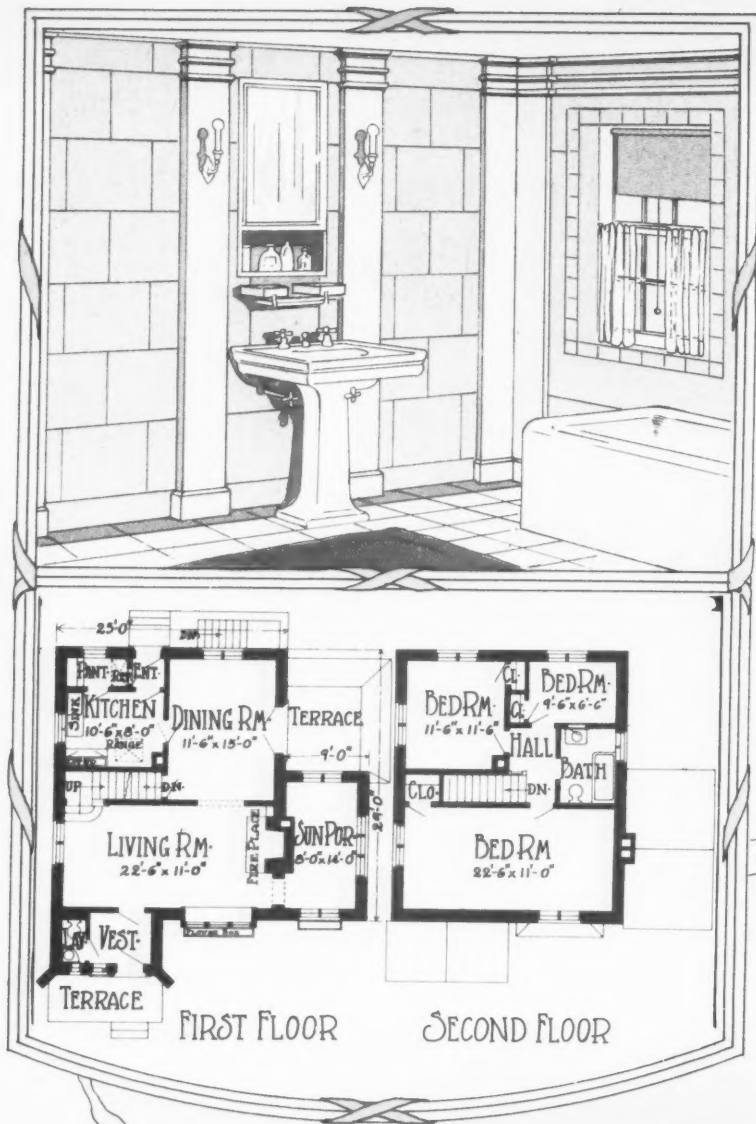 25'-0"
DN.
PANT. REF. ENT.
SINK
KITCHEN
10'-6" x 8'-0"
RANGE
DINING RM.
11'-6" x 13'-0"
TERRACE
9'-0"
29'-0"
UP
DN.
LIVING RM.
22'-6" x 11'-0"
FIRE PLACE
SUN POR.
8'-0" x 14'-0"
LAV.
VEST.
FLOWER BOX
TERRACE
FIRST FLOOR
CL.
BED RM.
11'-6" x 11'-6"
BED RM.
9'-6" x 6'-6"
CL.
HALL
BATH
CLO.
DN.
BED RM
22'-6" x 11'-0"
SECOND FLOOR